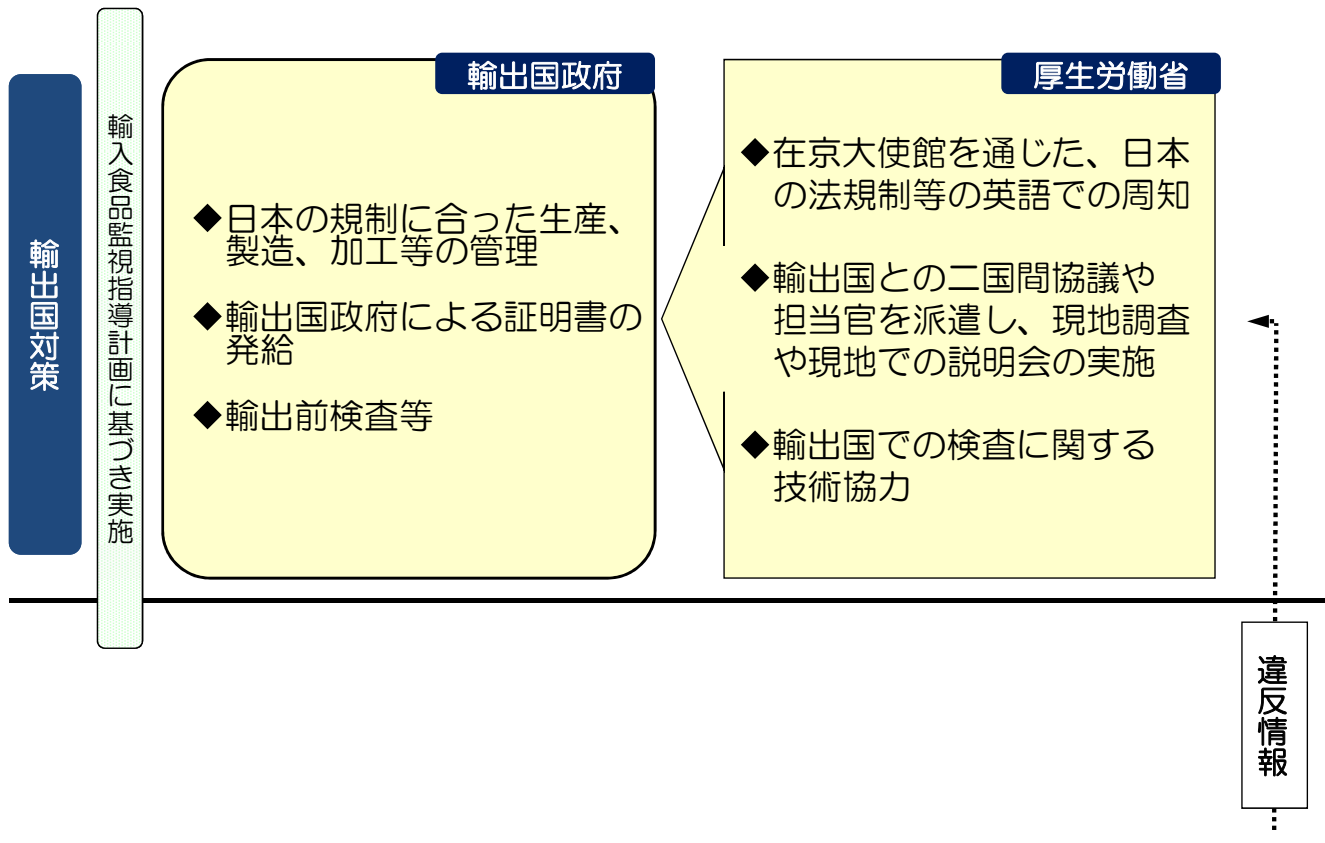 輸出国対策
輸入食品監視指導計画に基づき実施
輸出国政府
◆日本の規制に合った生産、
製造、加工等の管理
◆輸出国政府による証明書の
発給
◆輸出前検査等
厚生労働省
◆在京大使館を通じた、日本
の法規制等の英語での周知
◆輸出国との二国間協議や
担当官を派遣し、現地調査
や現地での説明会の実施
◆輸出国での検査に関する
技術協力
違反情報